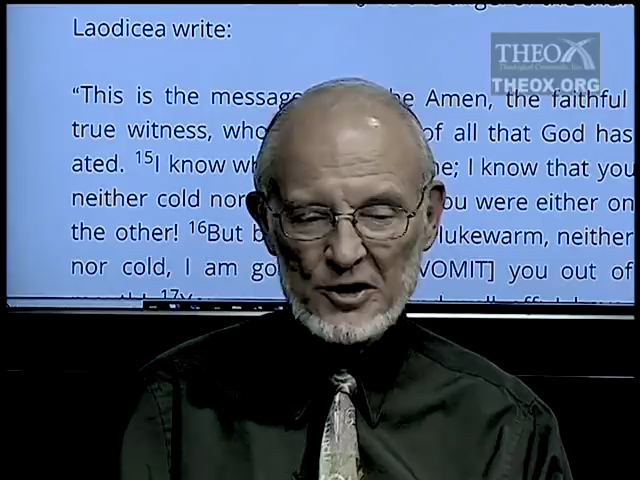 Laodicea write:
THEOX
THEOX.ORG
“This is the message he Amen, the faithful
true witness, who of all that God has
ated. 15I know wh e; I know that you
neither cold nor ou were either on
the other! 16But b lukewarm, neither
nor cold, I am go VOMIT] you out of